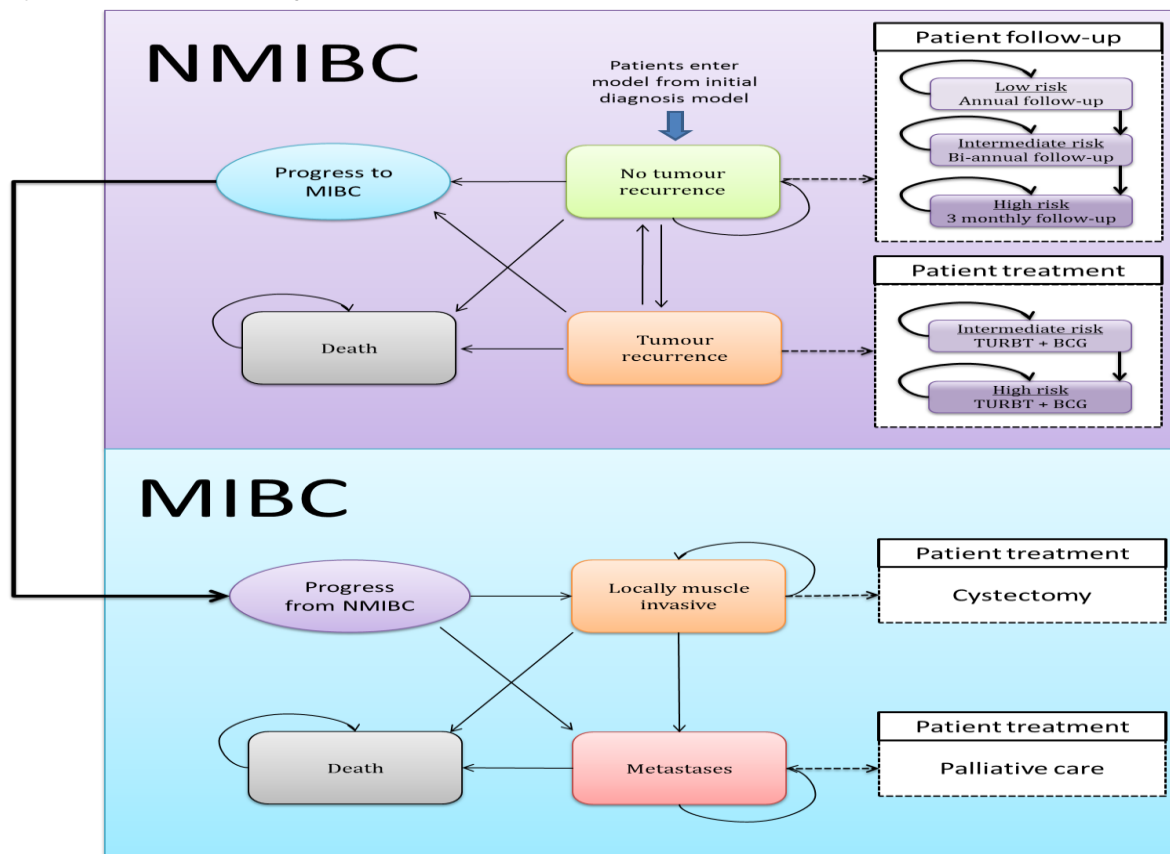 NMIBC
Patients enter
model from initial
diagnosis model
Progress to
MIBC
No tumour
recurrence
Death
Tumour
recurrence
Patient follow-up
Low risk
Annual follow-up
Intermediate risk
Bi-annual follow-up
High risk
3 monthly follow-up
Patient treatment
Intermediate risk
TURBT + BCG
High risk
TURBT + BCG
MIBC
Progress
from NMIBC
Locally muscle
invasive
Death
Metastases
Patient treatment
Cystectomy
Patient treatment
Palliative care